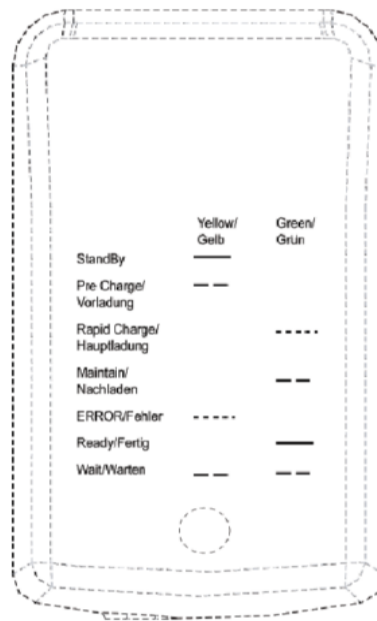 Yellow/ Green/
Gelb Grün
StandBy
Pre Charge/
Vorladung
Rapid Charge/
Hauptladung
Maintain/
Nachladen
ERROR/Fehler
Ready/Fertig
Wait/Warten